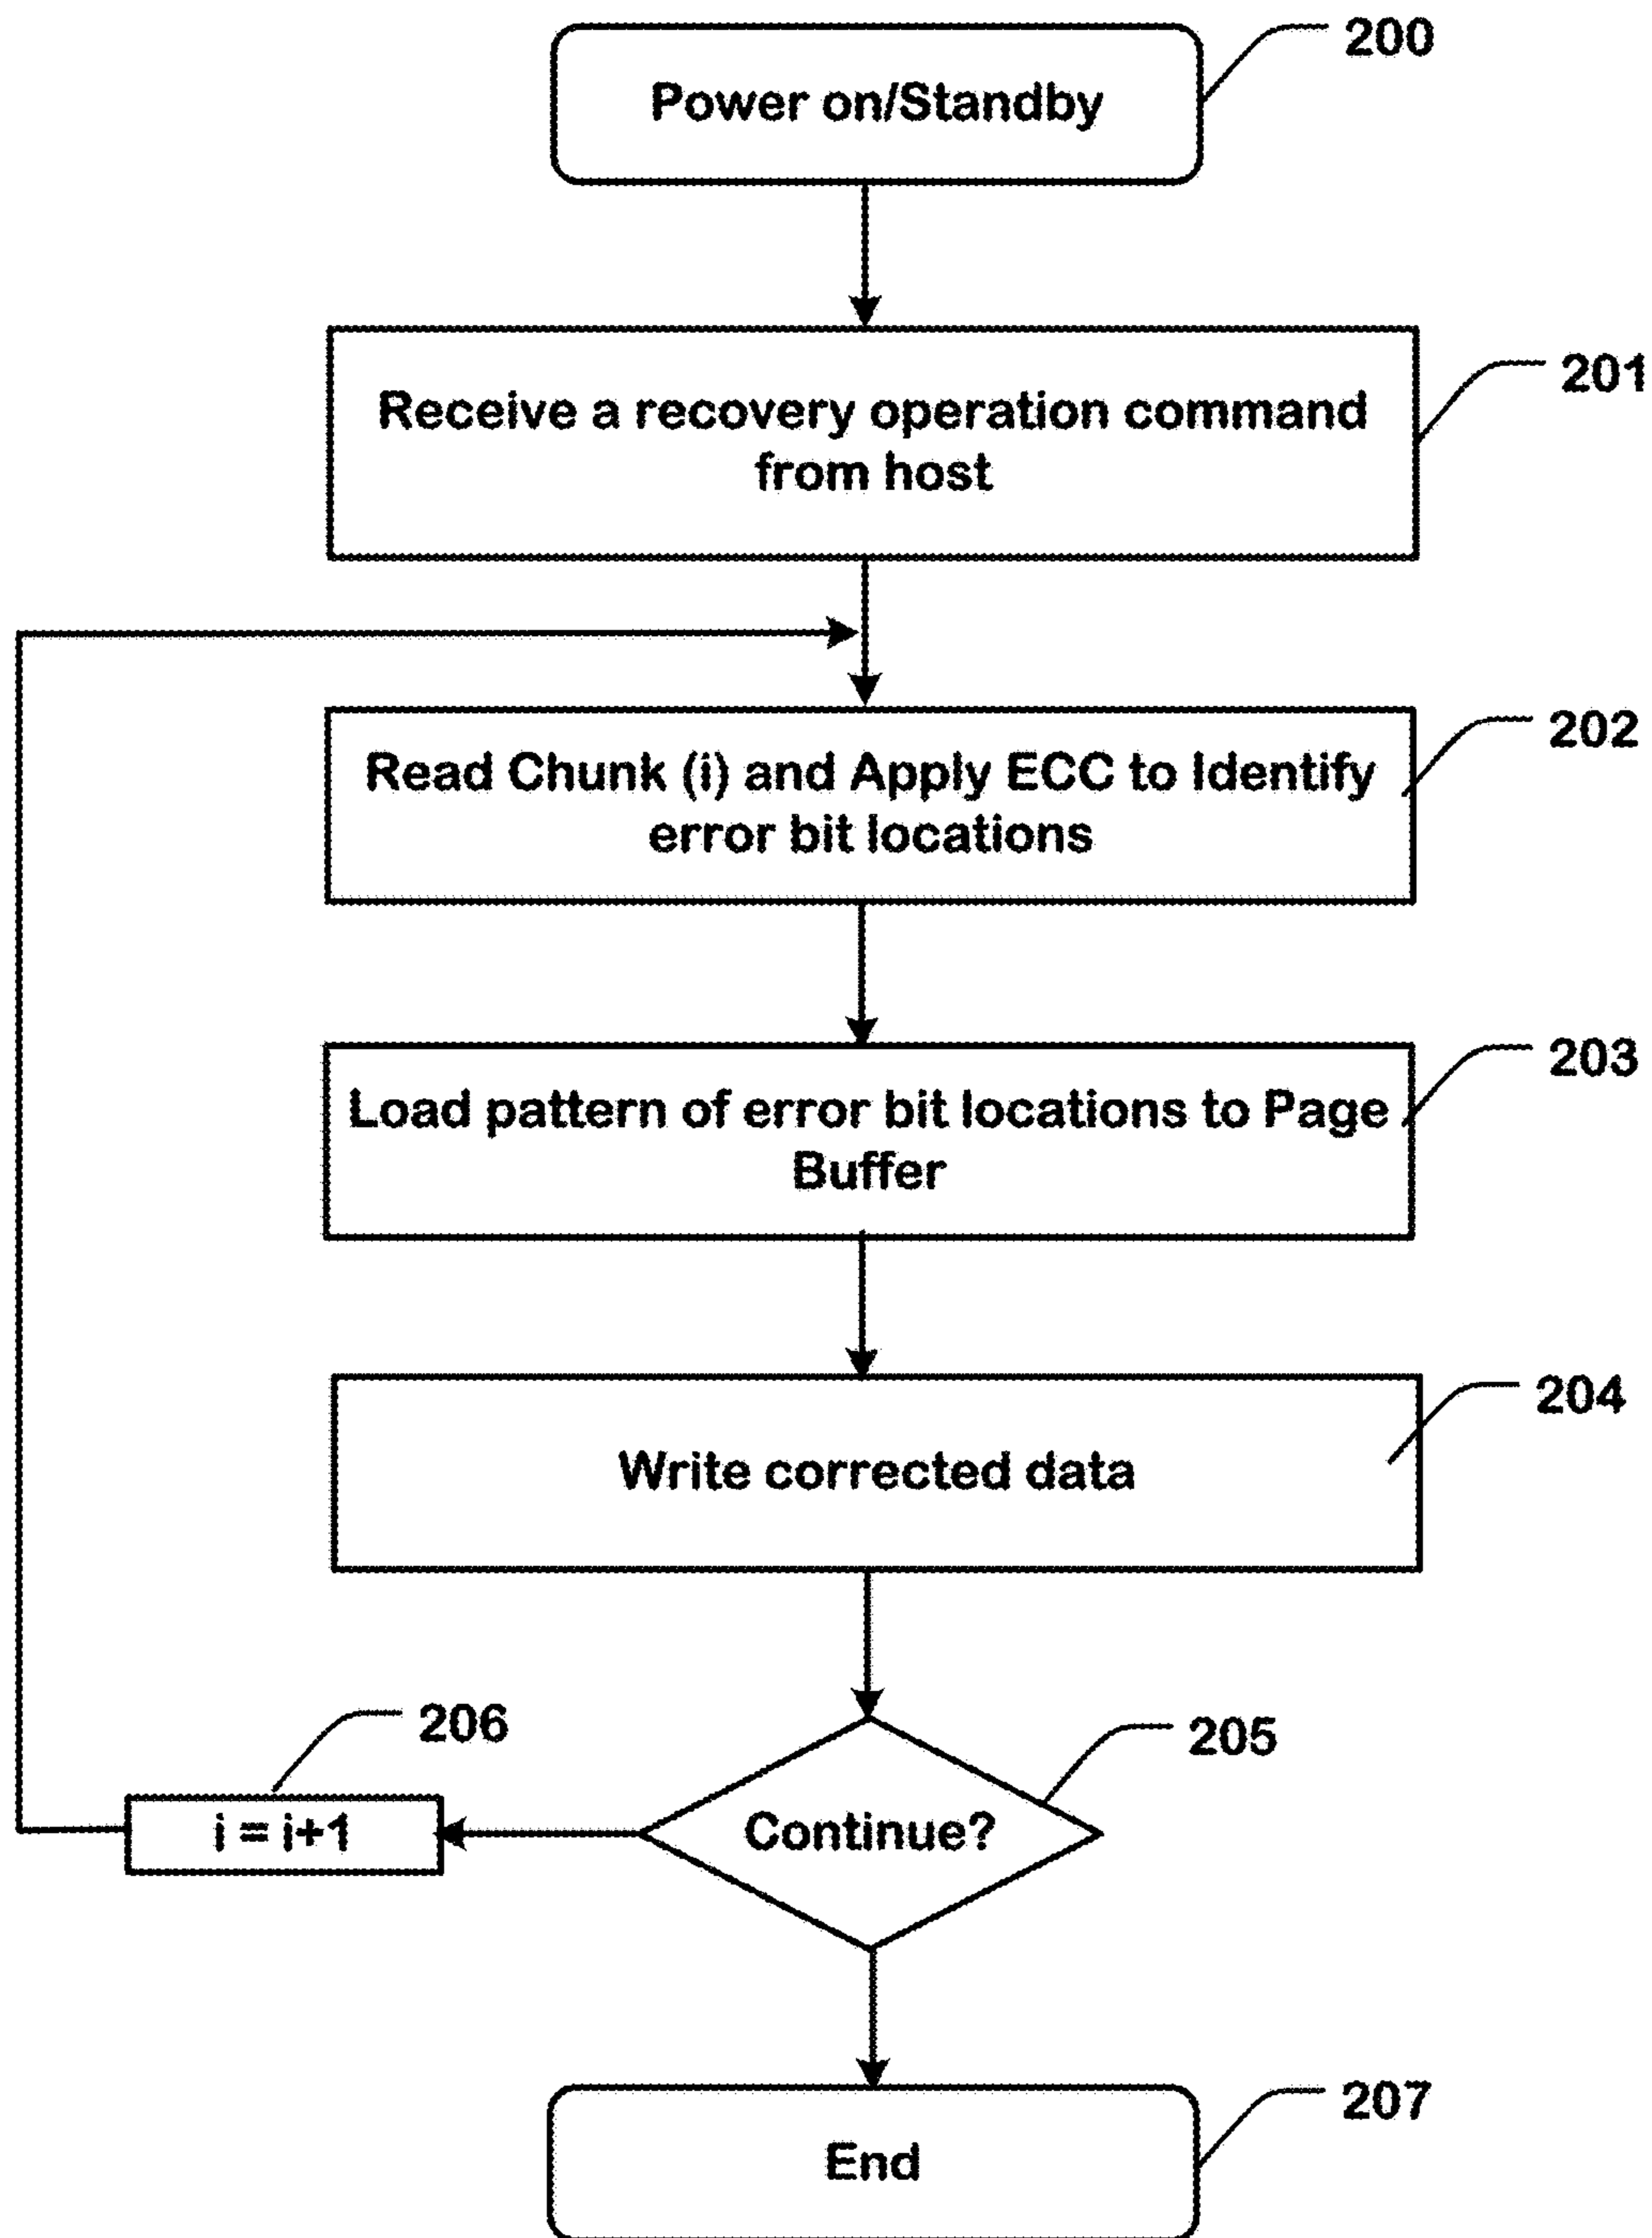 200
Power on/Standby
201
Receive a recovery operation command
from host
202
Read Chunk (i) and Apply ECC to Identify
error bit locations
203
Load pattern of error bit locations to Page
Buffer
204
Write corrected data
206
205
i = i+1
Continue?
207
End